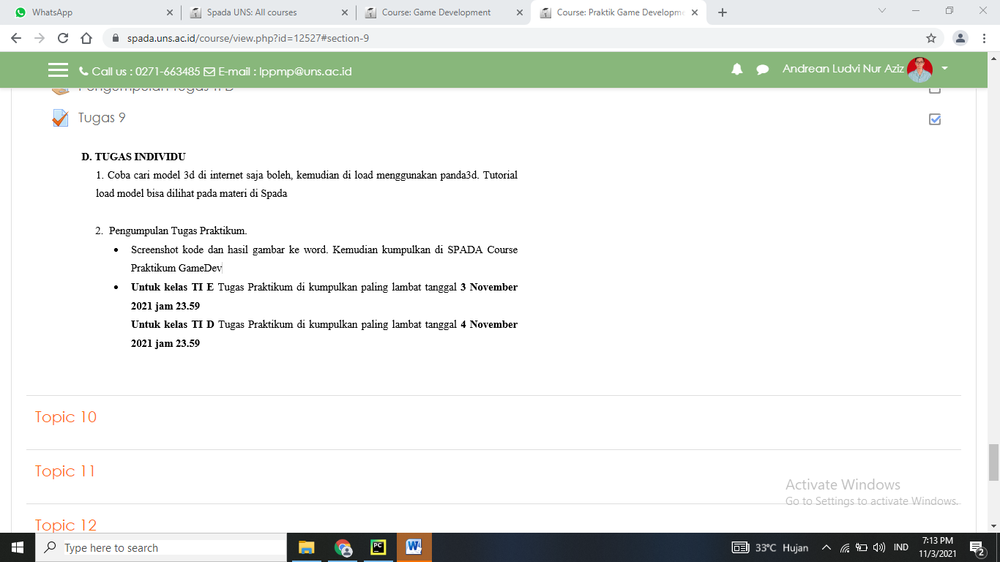 WhatsApp
Spada UNS: All courses
Course: Game Development
Course: Praktik Game Developme
spada.uns.ac.id/course/view.php?id=12527#section-9
Call us : 0271-663485 E-mail : lppmp@uns.ac.id
Andrean Ludvi Nur Aziz
Pengumpulan Tugas TI D
Tugas 9
D. TUGAS INDIVIDU
1. Coba cari model 3d di internet saja boleh, kemudian di load menggunakan panda3d. Tutorial
load model bisa dilihat pada materi di Spada
2. Pengumpulan Tugas Praktikum.
• Screenshot kode dan hasil gambar ke word. Kemudian kumpulkan di SPADA Course
Praktikum GameDev
• Untuk kelas TI E Tugas Praktikum di kumpulkan paling lambat tanggal 3 November
2021 jam 23.59
Untuk kelas TI D Tugas Praktikum di kumpulkan paling lambat tanggal 4 November
2021 jam 23.59
Topic 10
Topic 11
Topic 12
Activate Windows
Go to Settings to activate Windows.
Type here to search
PC
W
33°C Hujan
IND
7:13 PM
11/3/2021
2